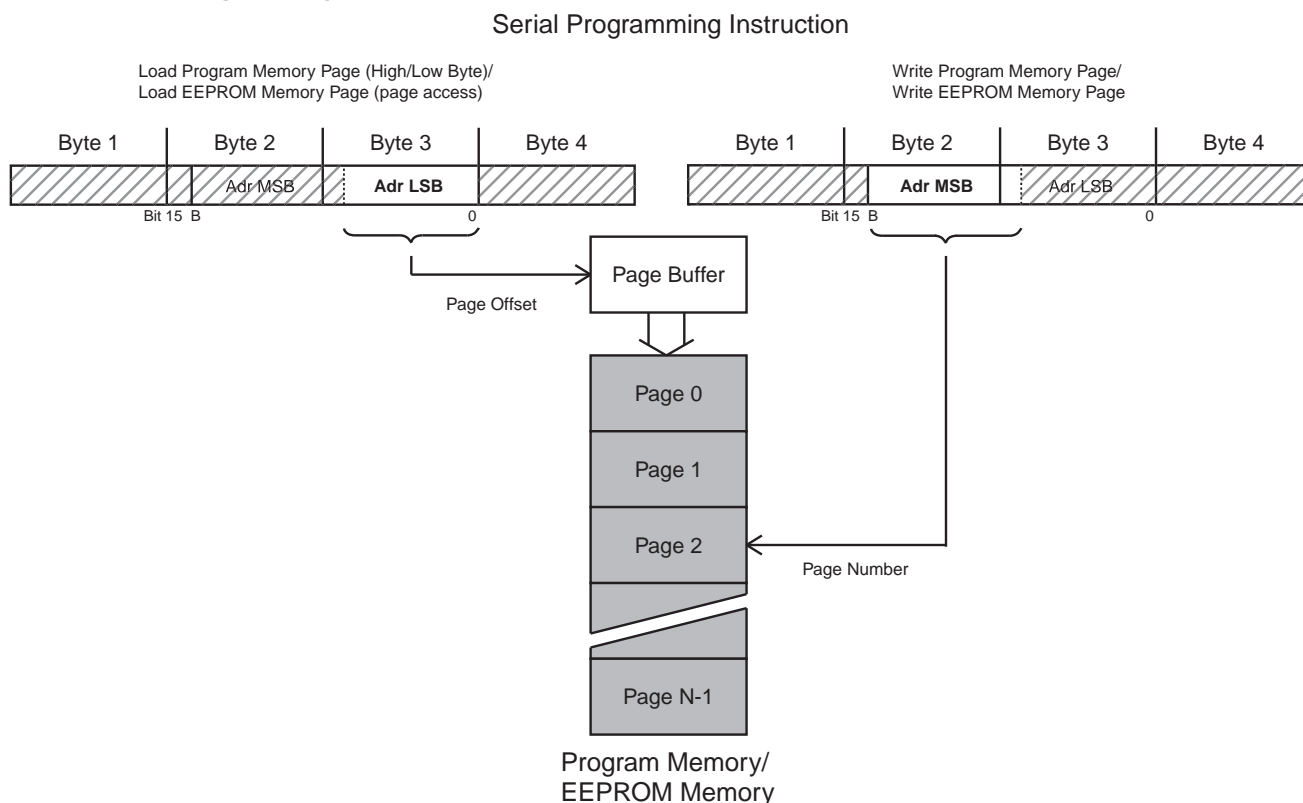 Serial Programming Instruction
Load Program Memory Page (High/Low Byte)/
Load EEPROM Memory Page (page access)
Byte 1 Byte 2 Byte 3 Byte 4
Adr MSB Adr LSB
Bit 15 B 0
Write Program Memory Page/
Write EEPROM Memory Page
Byte 1 Byte 2 Byte 3 Byte 4
Adr MSB Adr LSB
Bit 15 B 0
Page Offset
Page Buffer
Page 0
Page 1
Page 2
Page Number
Page N-1
Program Memory/
EEPROM Memory